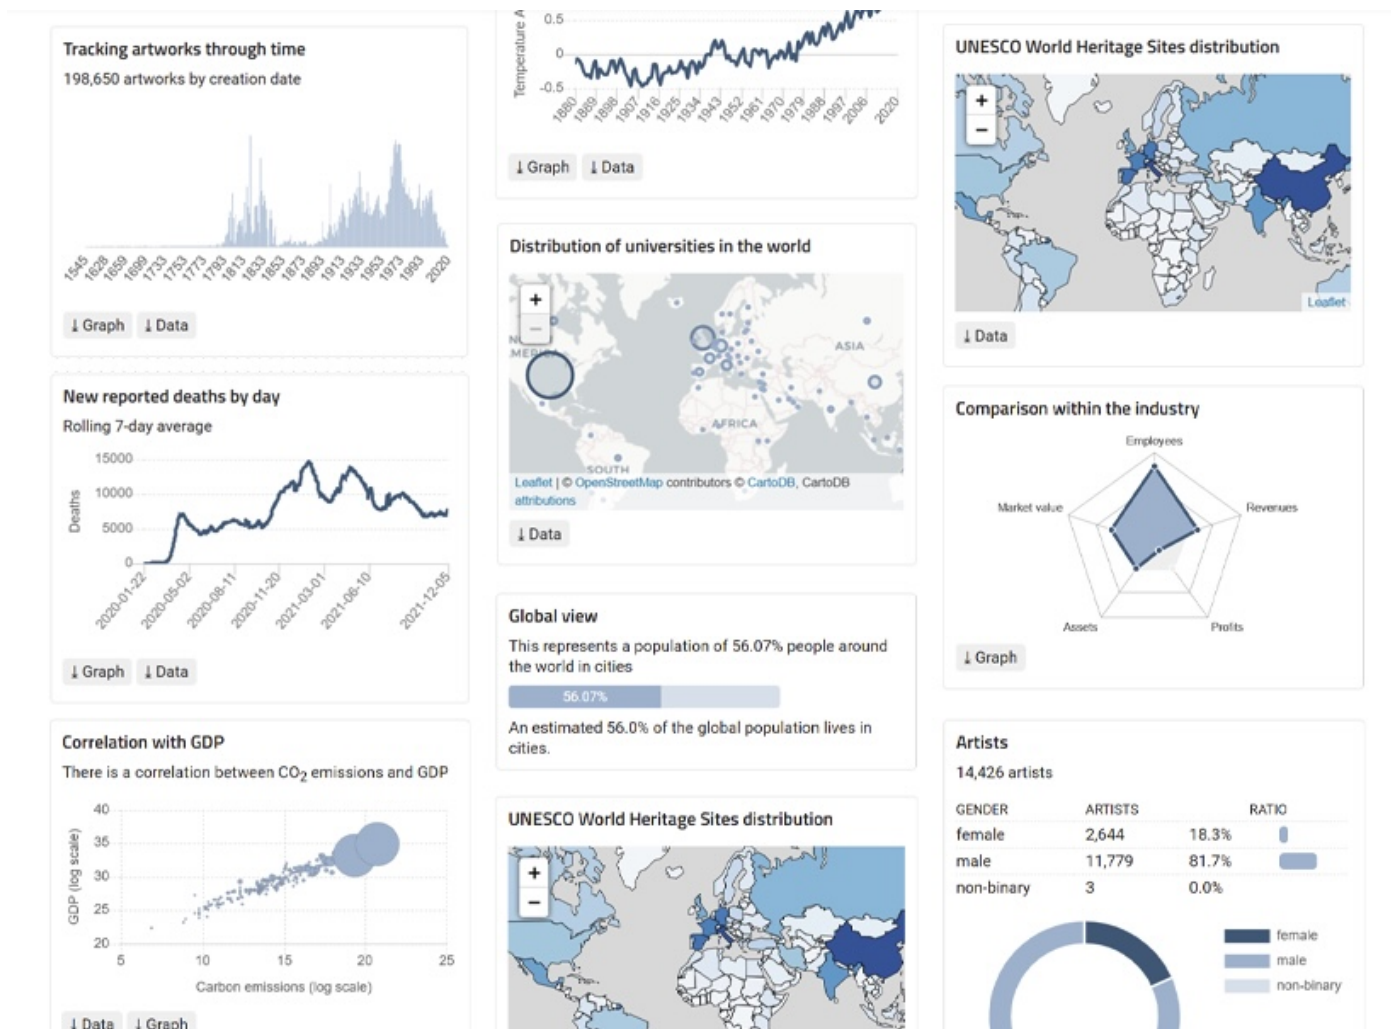 Tracking artworks through time
198,650 artworks by creation date
1545
1628
1659
1699
1733
1753
1773
1793
1813
1833
1853
1873
1893
1913
1933
1953
1973
1993
2020
Graph
Data
New reported deaths by day
Rolling 7-day average
Deaths
15000
10000
5000
0
2020-01-22
2020-05-02
2020-08-11
2020-11-20
2021-03-01
2021-06-10
2021-12-05
Graph
Data
Correlation with GDP
There is a correlation between CO2 emissions and GDP
GDP (log scale)
40
35
30
25
20
5
10
15
20
25
Carbon emissions (log scale)
Data
Graph
Temperature A
0.5
0
-0.5
1880
1889
1898
1907
1916
1925
1934
1943
1952
1961
1970
1979
1988
1997
2006
2020
Graph
Data
Distribution of universities in the world
+
−
AMERICA
ASIA
AFRICA
SOUTH
Leaflet | © OpenStreetMap contributors © CartoDB, CartoDB
attributions
Data
Global view
This represents a population of 56.07% people around
the world in cities
56.07%
An estimated 56.0% of the global population lives in
cities.
UNESCO World Heritage Sites distribution
+
−
UNESCO World Heritage Sites distribution
+
−
Leaflet
Data
Comparison within the industry
Employees
Market value
Revenues
Assets
Profits
Graph
Artists
14,426 artists
GENDER ARTISTS RATIO
female 2,644 18.3%
male 11,779 81.7%
non-binary 3 0.0%
female
male
non-binary